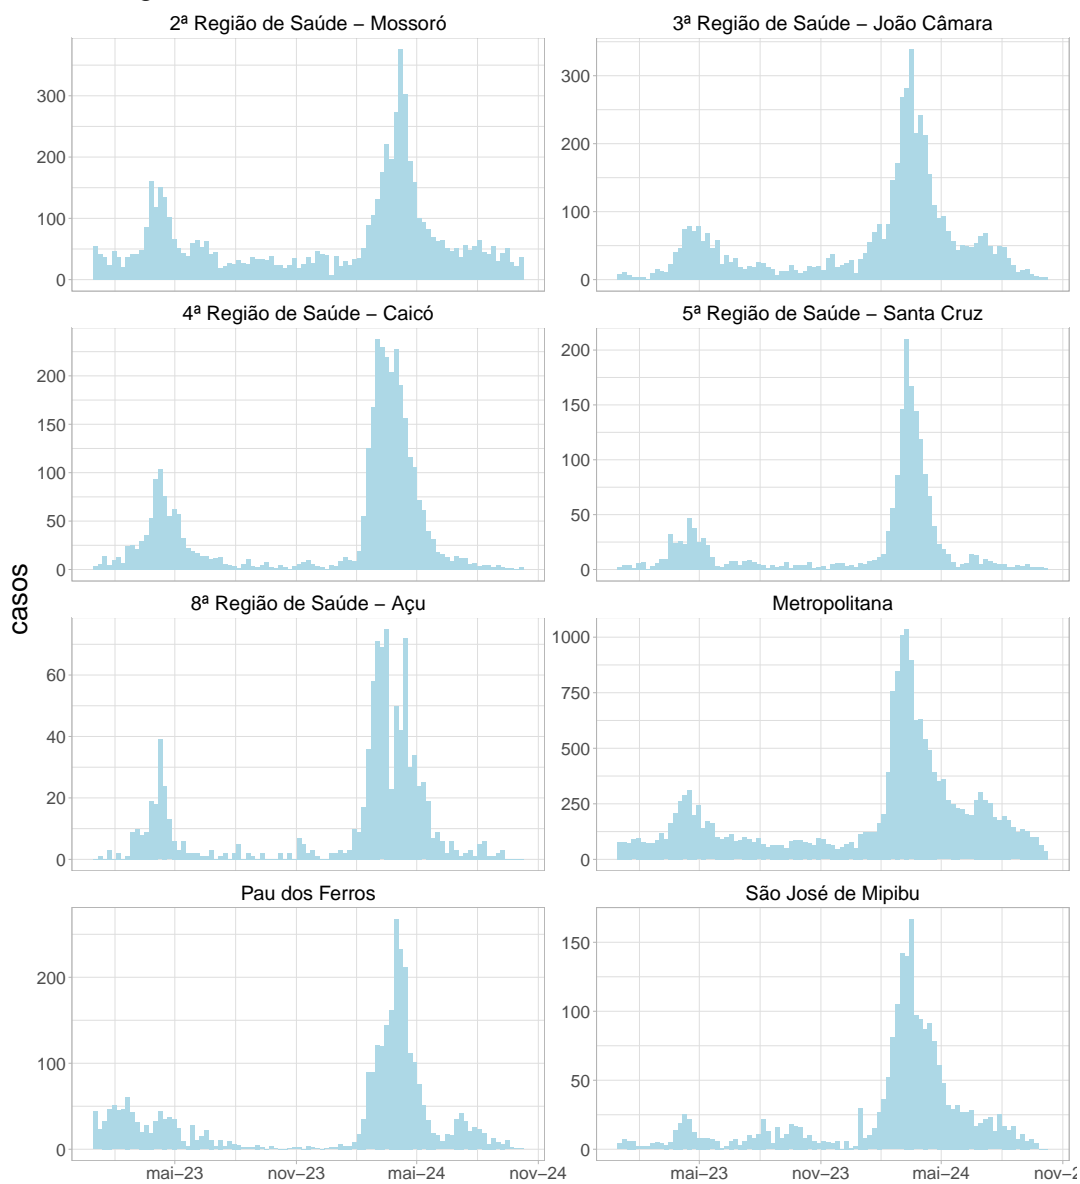 2ª Região de Saúde – Mossoró
3ª Região de Saúde – João Câmara
300
200
100
0
300
200
100
0
4ª Região de Saúde – Caicó
5ª Região de Saúde – Santa Cruz
200
150
100
50
0
200
150
100
50
0
casos
8ª Região de Saúde – Açu
Metropolitana
60
40
20
0
1000
750
500
250
0
Pau dos Ferros
São José de Mipibu
200
100
0
150
100
50
0
mai–23
nov–23
mai–24
nov–24
mai–23
nov–23
mai–24
nov–2